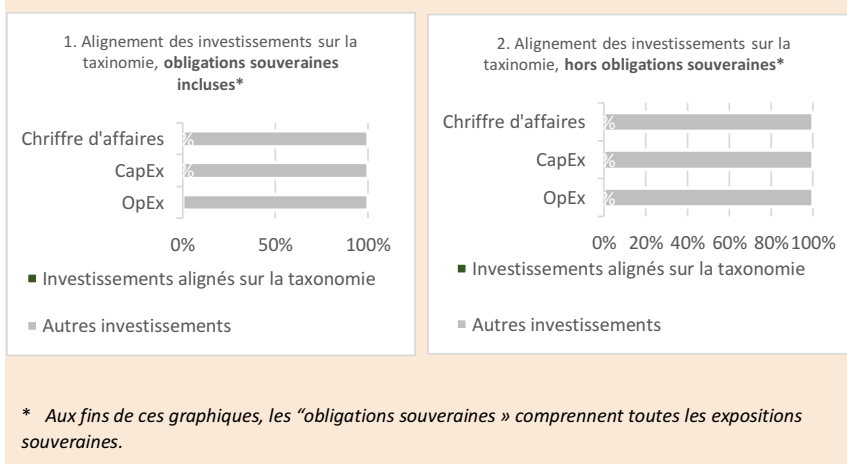 1. Alignement des investissements sur la
taxinomie, obligations souveraines
incluses*
Chriffre d'affaires
%
CapEx
%
OpEx
0% 50% 100%
Investissements alignés sur la taxonomie
Autres investissements
2. Alignement des investissements sur la
taxinomie, hors obligations souveraines*
Chriffre d'affaires
%
CapEx
%
OpEx
%
0% 20% 40% 60% 80% 100%
Investissements alignés sur la taxonomie
Autres investissements
* Aux fins de ces graphiques, les “obligations souveraines » comprennent toutes les expositions
souveraines.